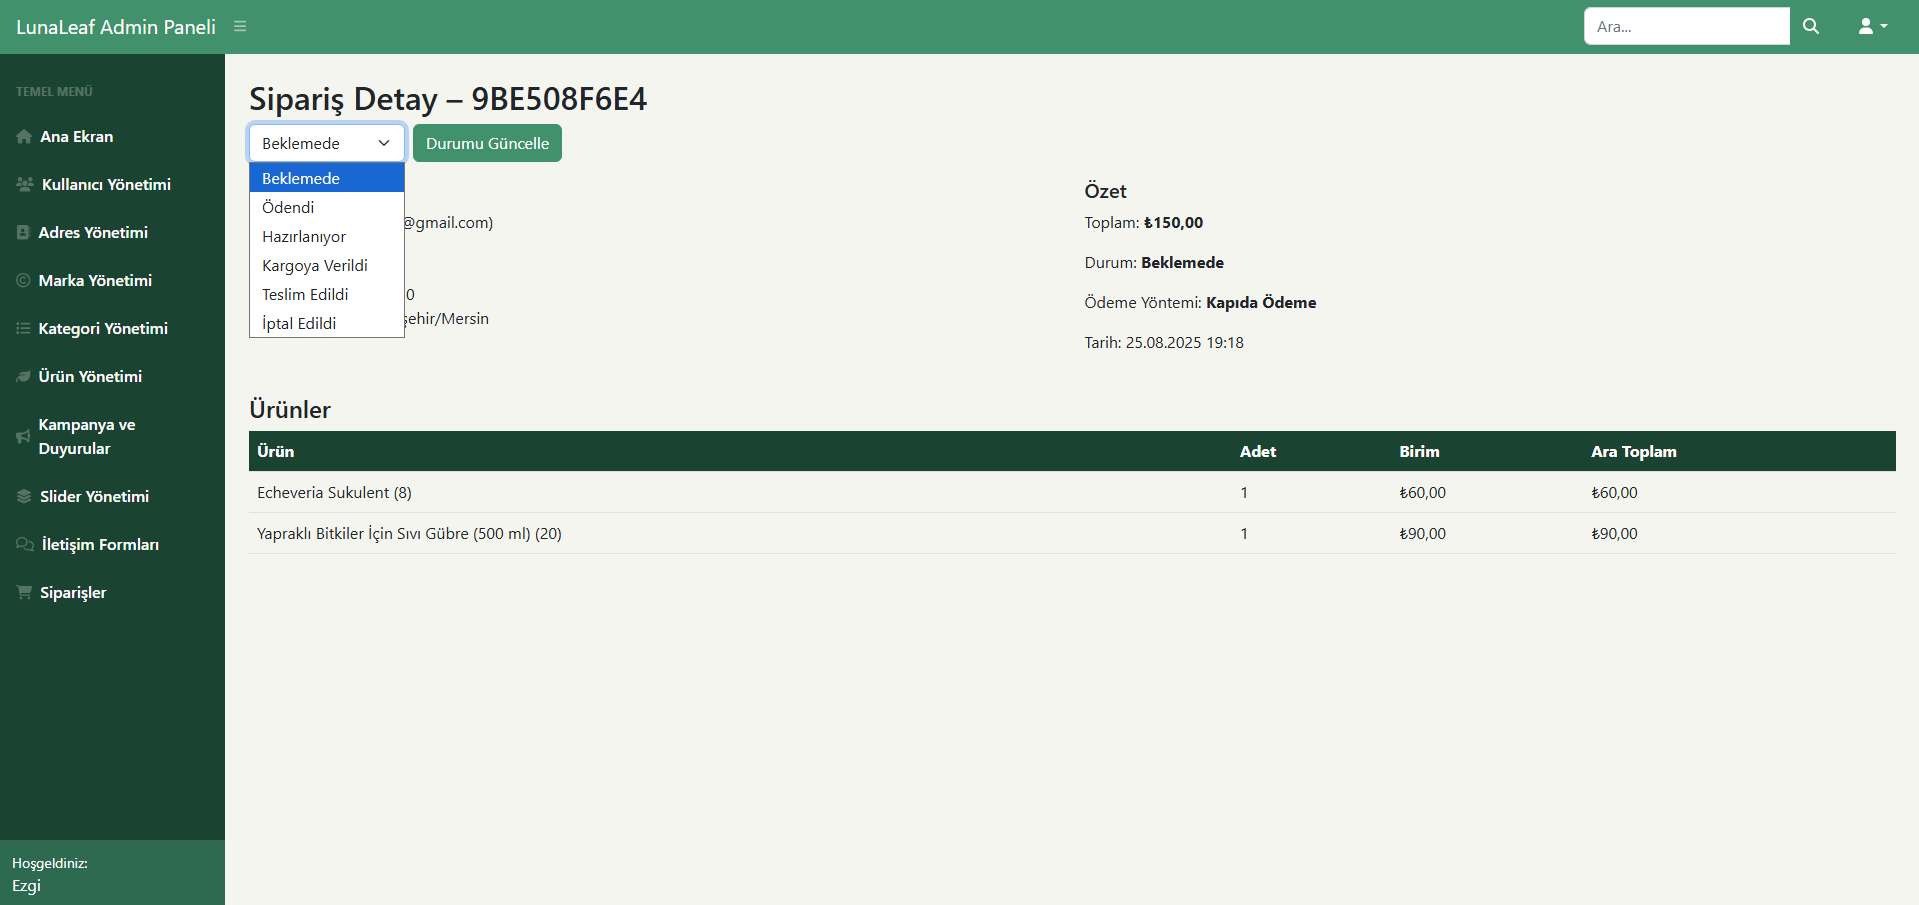 LunaLeaf Admin Paneli
Ara...
TEMEL MENÜ
Ana Ekran
Kullanıcı Yönetimi
Adres Yönetimi
Marka Yönetimi
Kategori Yönetimi
Ürün Yönetimi
Kampanya ve
Duyurular
Slider Yönetimi
İletişim Formları
Siparişler
Hoşgeldiniz:
Ezgi
Sipariş Detay – 9BE508F6E4
Beklemede
Durumu Güncelle
Beklemede
Ödendi
Hazırlanıyor
Kargoya Verildi
Teslim Edildi
İptal Edildi
@gmail.com)
0
şehir/Mersin
Özet
Toplam: ₺150,00
Durum: Beklemede
Ödeme Yöntemi: Kapıda Ödeme
Tarih: 25.08.2025 19:18
Ürünler
Ürün Adet Birim Ara Toplam
Echeveria Sukulent (8) 1 ₺60,00 ₺60,00
Yapraklı Bitkiler İçin Sıvı Gübre (500 ml) (20) 1 ₺90,00 ₺90,00